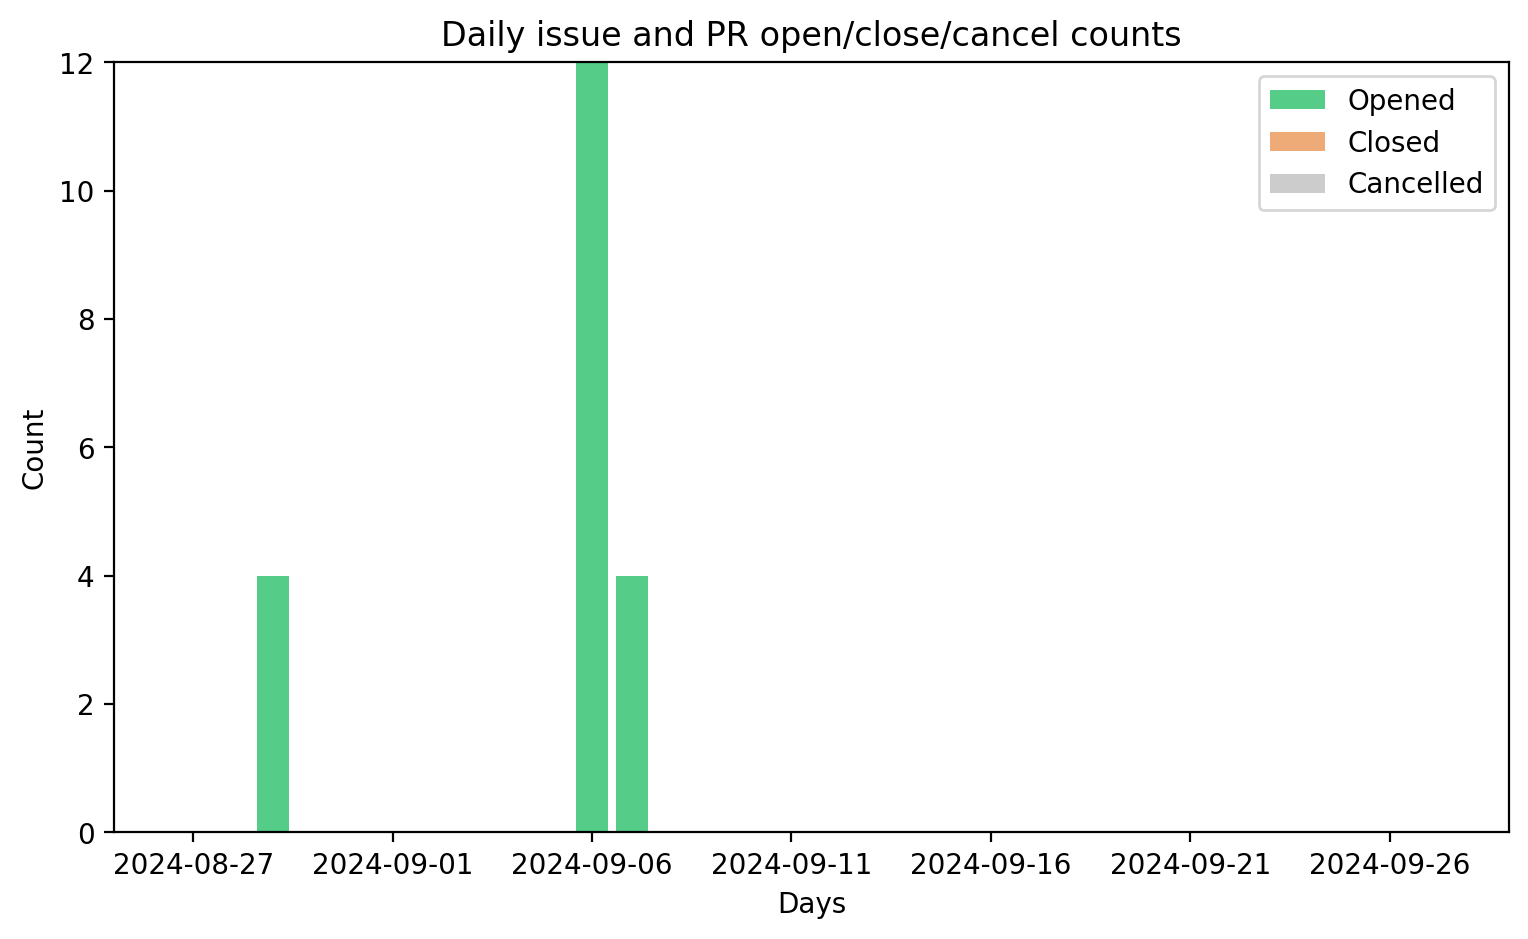 Daily issue and PR open/close/cancel counts
12
10
8
6
4
2
0
Count
Opened
Closed
Cancelled
2024-08-27 2024-09-01 2024-09-06 2024-09-11 2024-09-16 2024-09-21 2024-09-26
Days